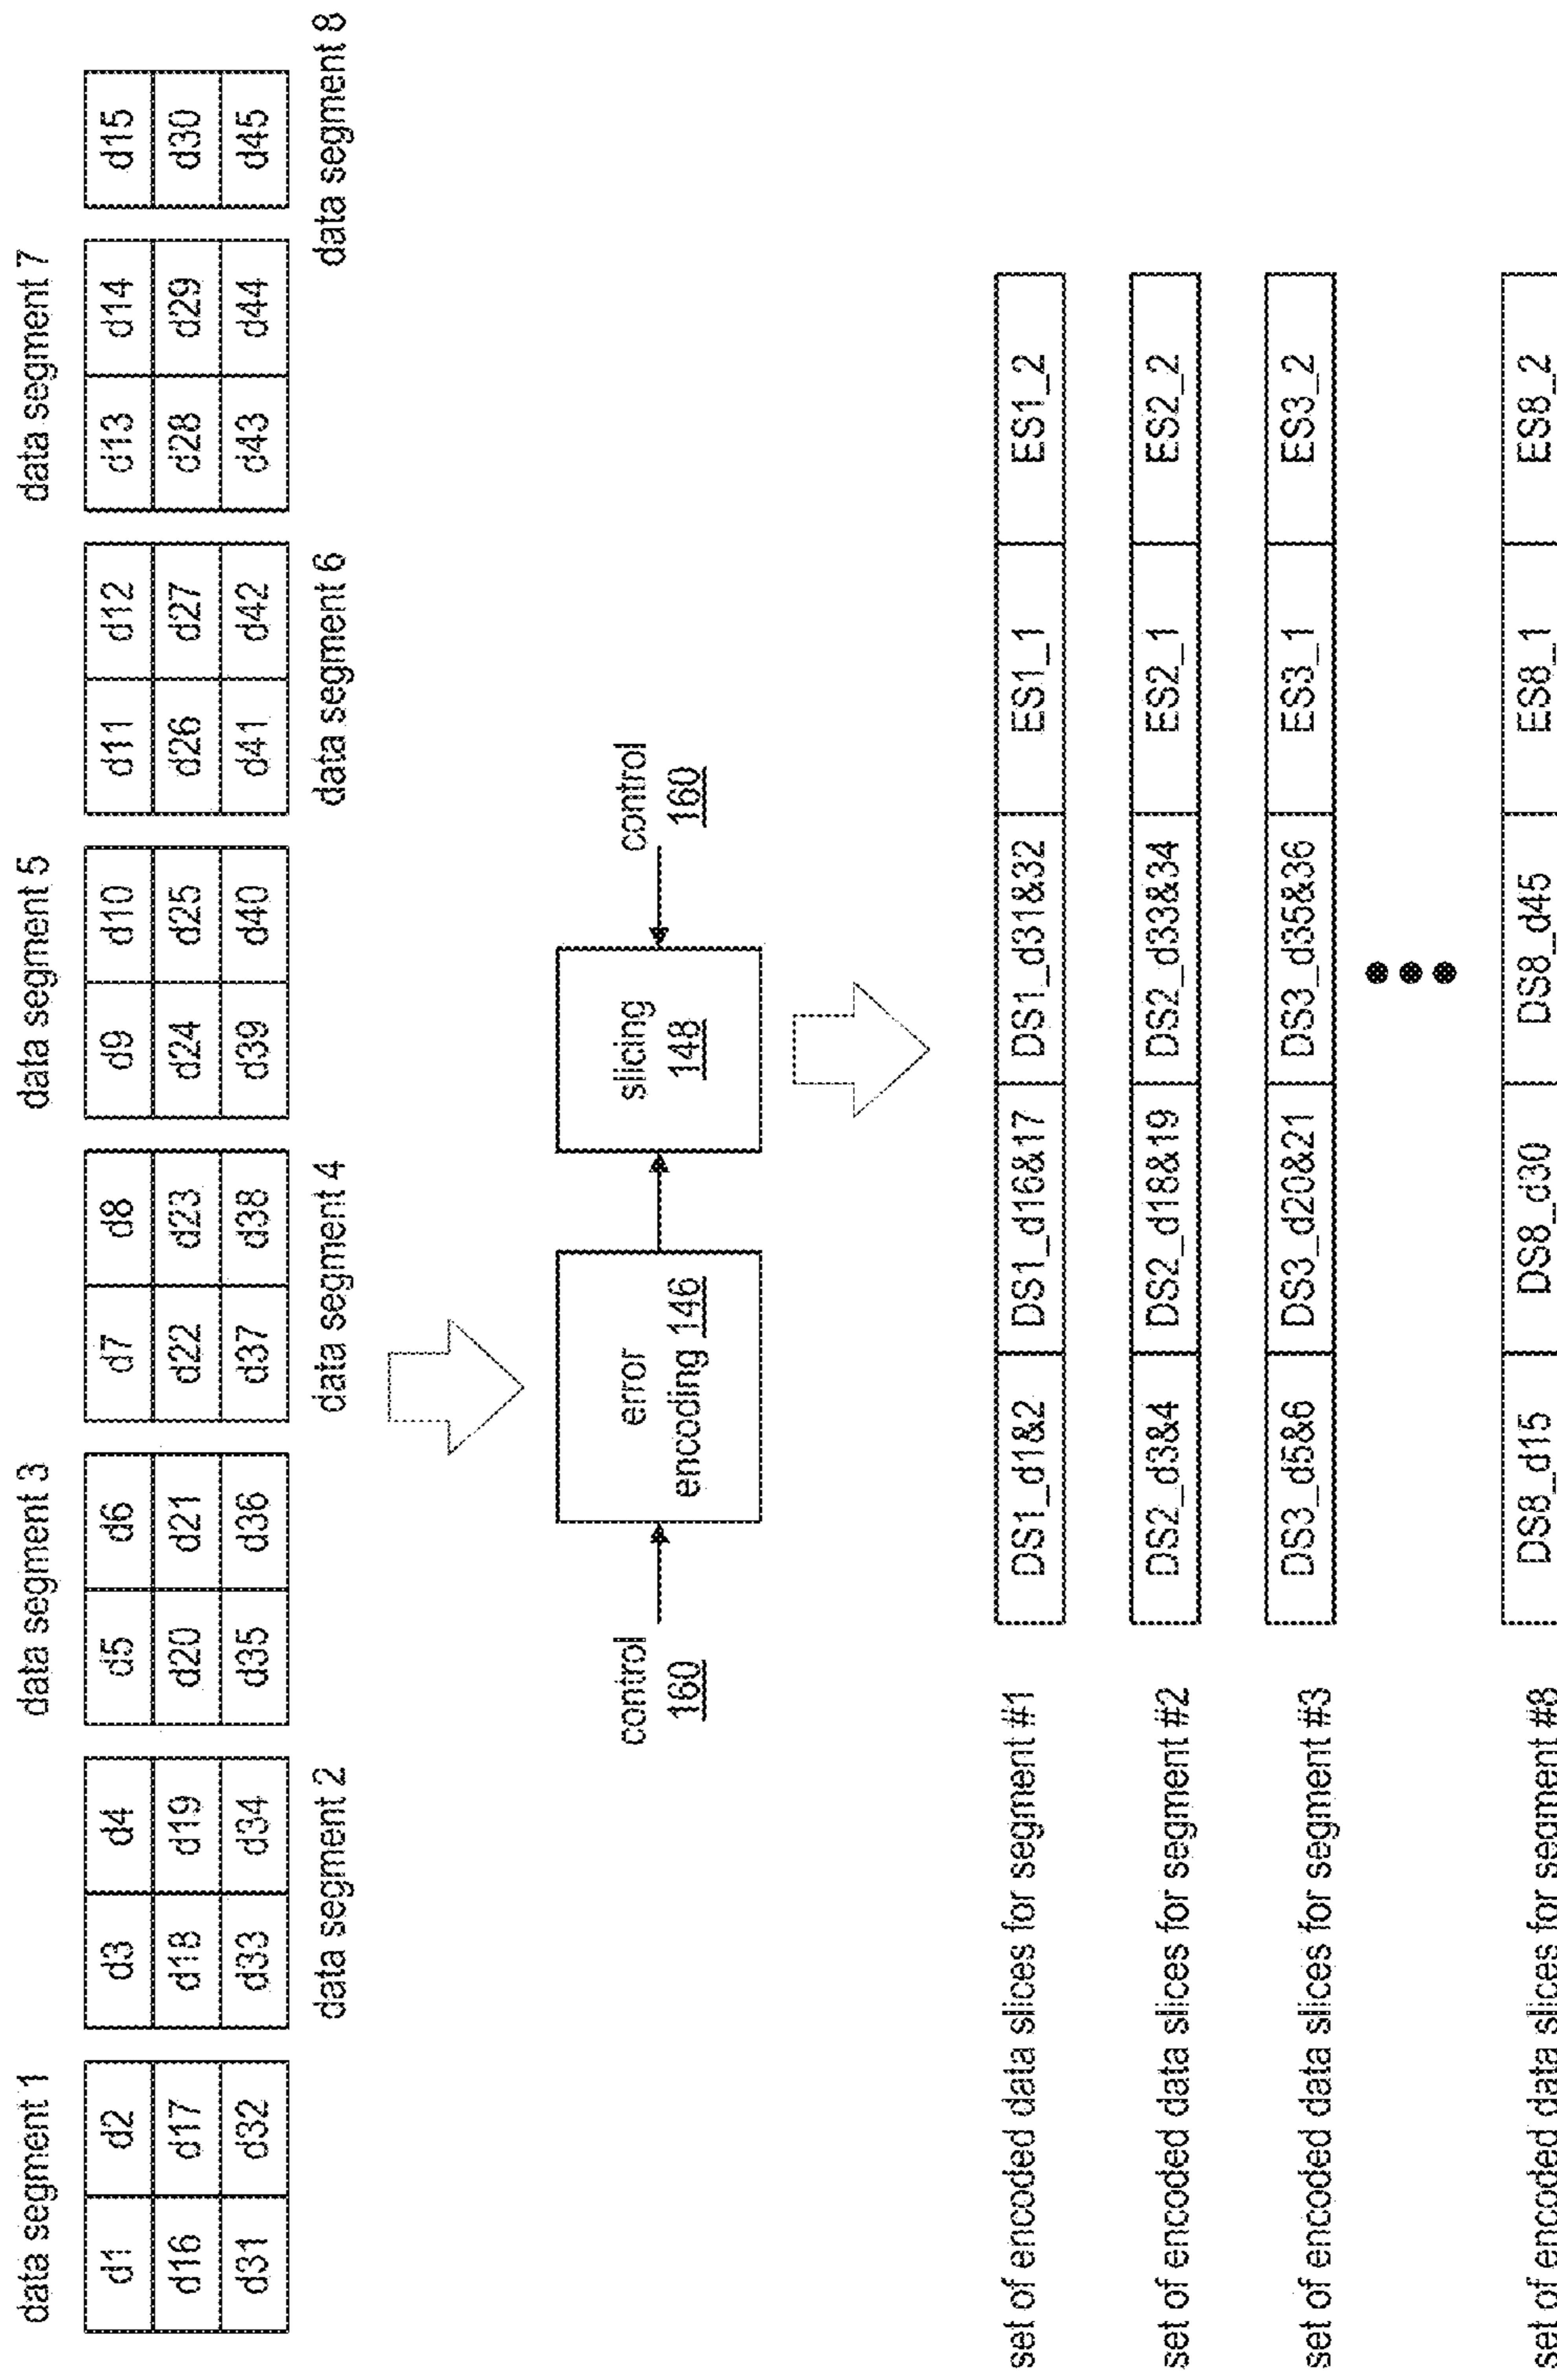 data segment 1
data segment 3
data segment 5
data segment 7
d1 d2 d3 d4 d5 d6 d7 d8 d9 d10 d11 d12 d13 d14 d15
d16 d17 d18 d19 d20 d21 d22 d23 d24 d25 d26 d27 d28 d29 d30
d31 d32 d33 d34 d35 d36 d37 d38 d39 d40 d41 d42 d43 d44 d45
data segment 2
data segment 4
data segment 6
data segment 8
control
160
error
encoding 146
slicing
148
control
160
set of encoded data slices for segment #1
DS1_d1&2 DS1_d16&17 DS1_d31&32 ES1_1 ES1_2
set of encoded data slices for segment #2
DS2_d3&4 DS2_d18&19 DS2_d33&34 ES2_1 ES2_2
set of encoded data slices for segment #3
DS3_d5&6 DS3_d20&21 DS3_d35&36 ES3_1 ES3_2
set of encoded data slices for segment #8
DS8_d15 DS8_d30 DS8_d45 ES8_1 ES8_2